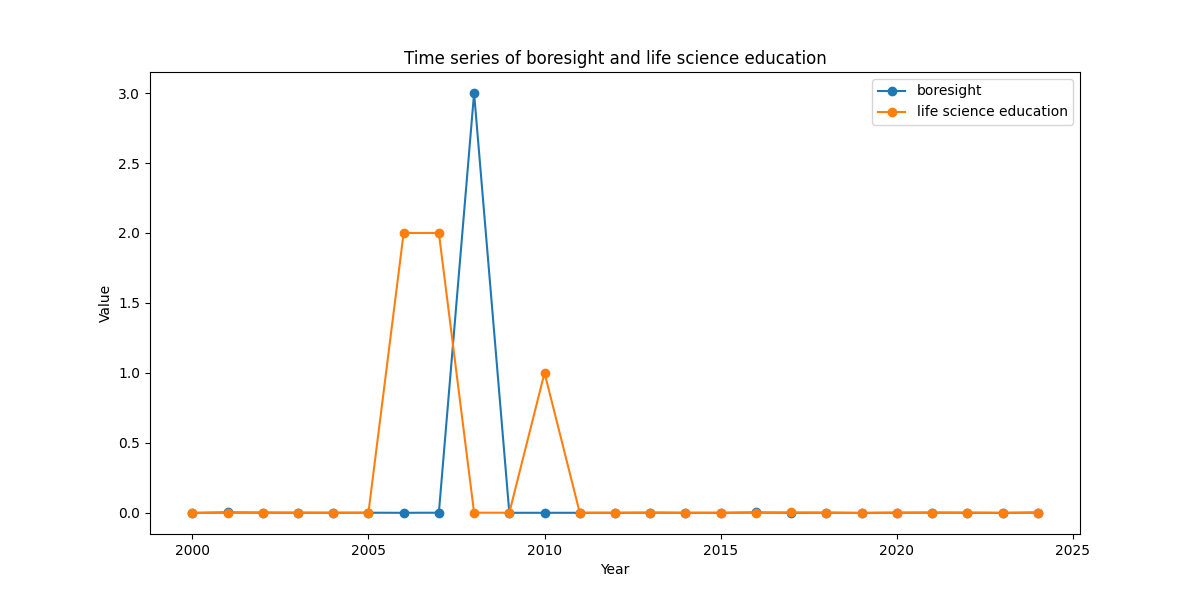 Time series of boresight and life science education
boresight
life science education
3.0
2.5
2.0
1.5
1.0
0.5
0.0
Value
2000
2005
2010
2015
2020
2025
Year